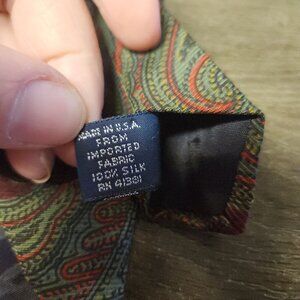 MADE IN U.S.A.
FROM
IMPORTED
FABRIC
100% SILK
RN 41381